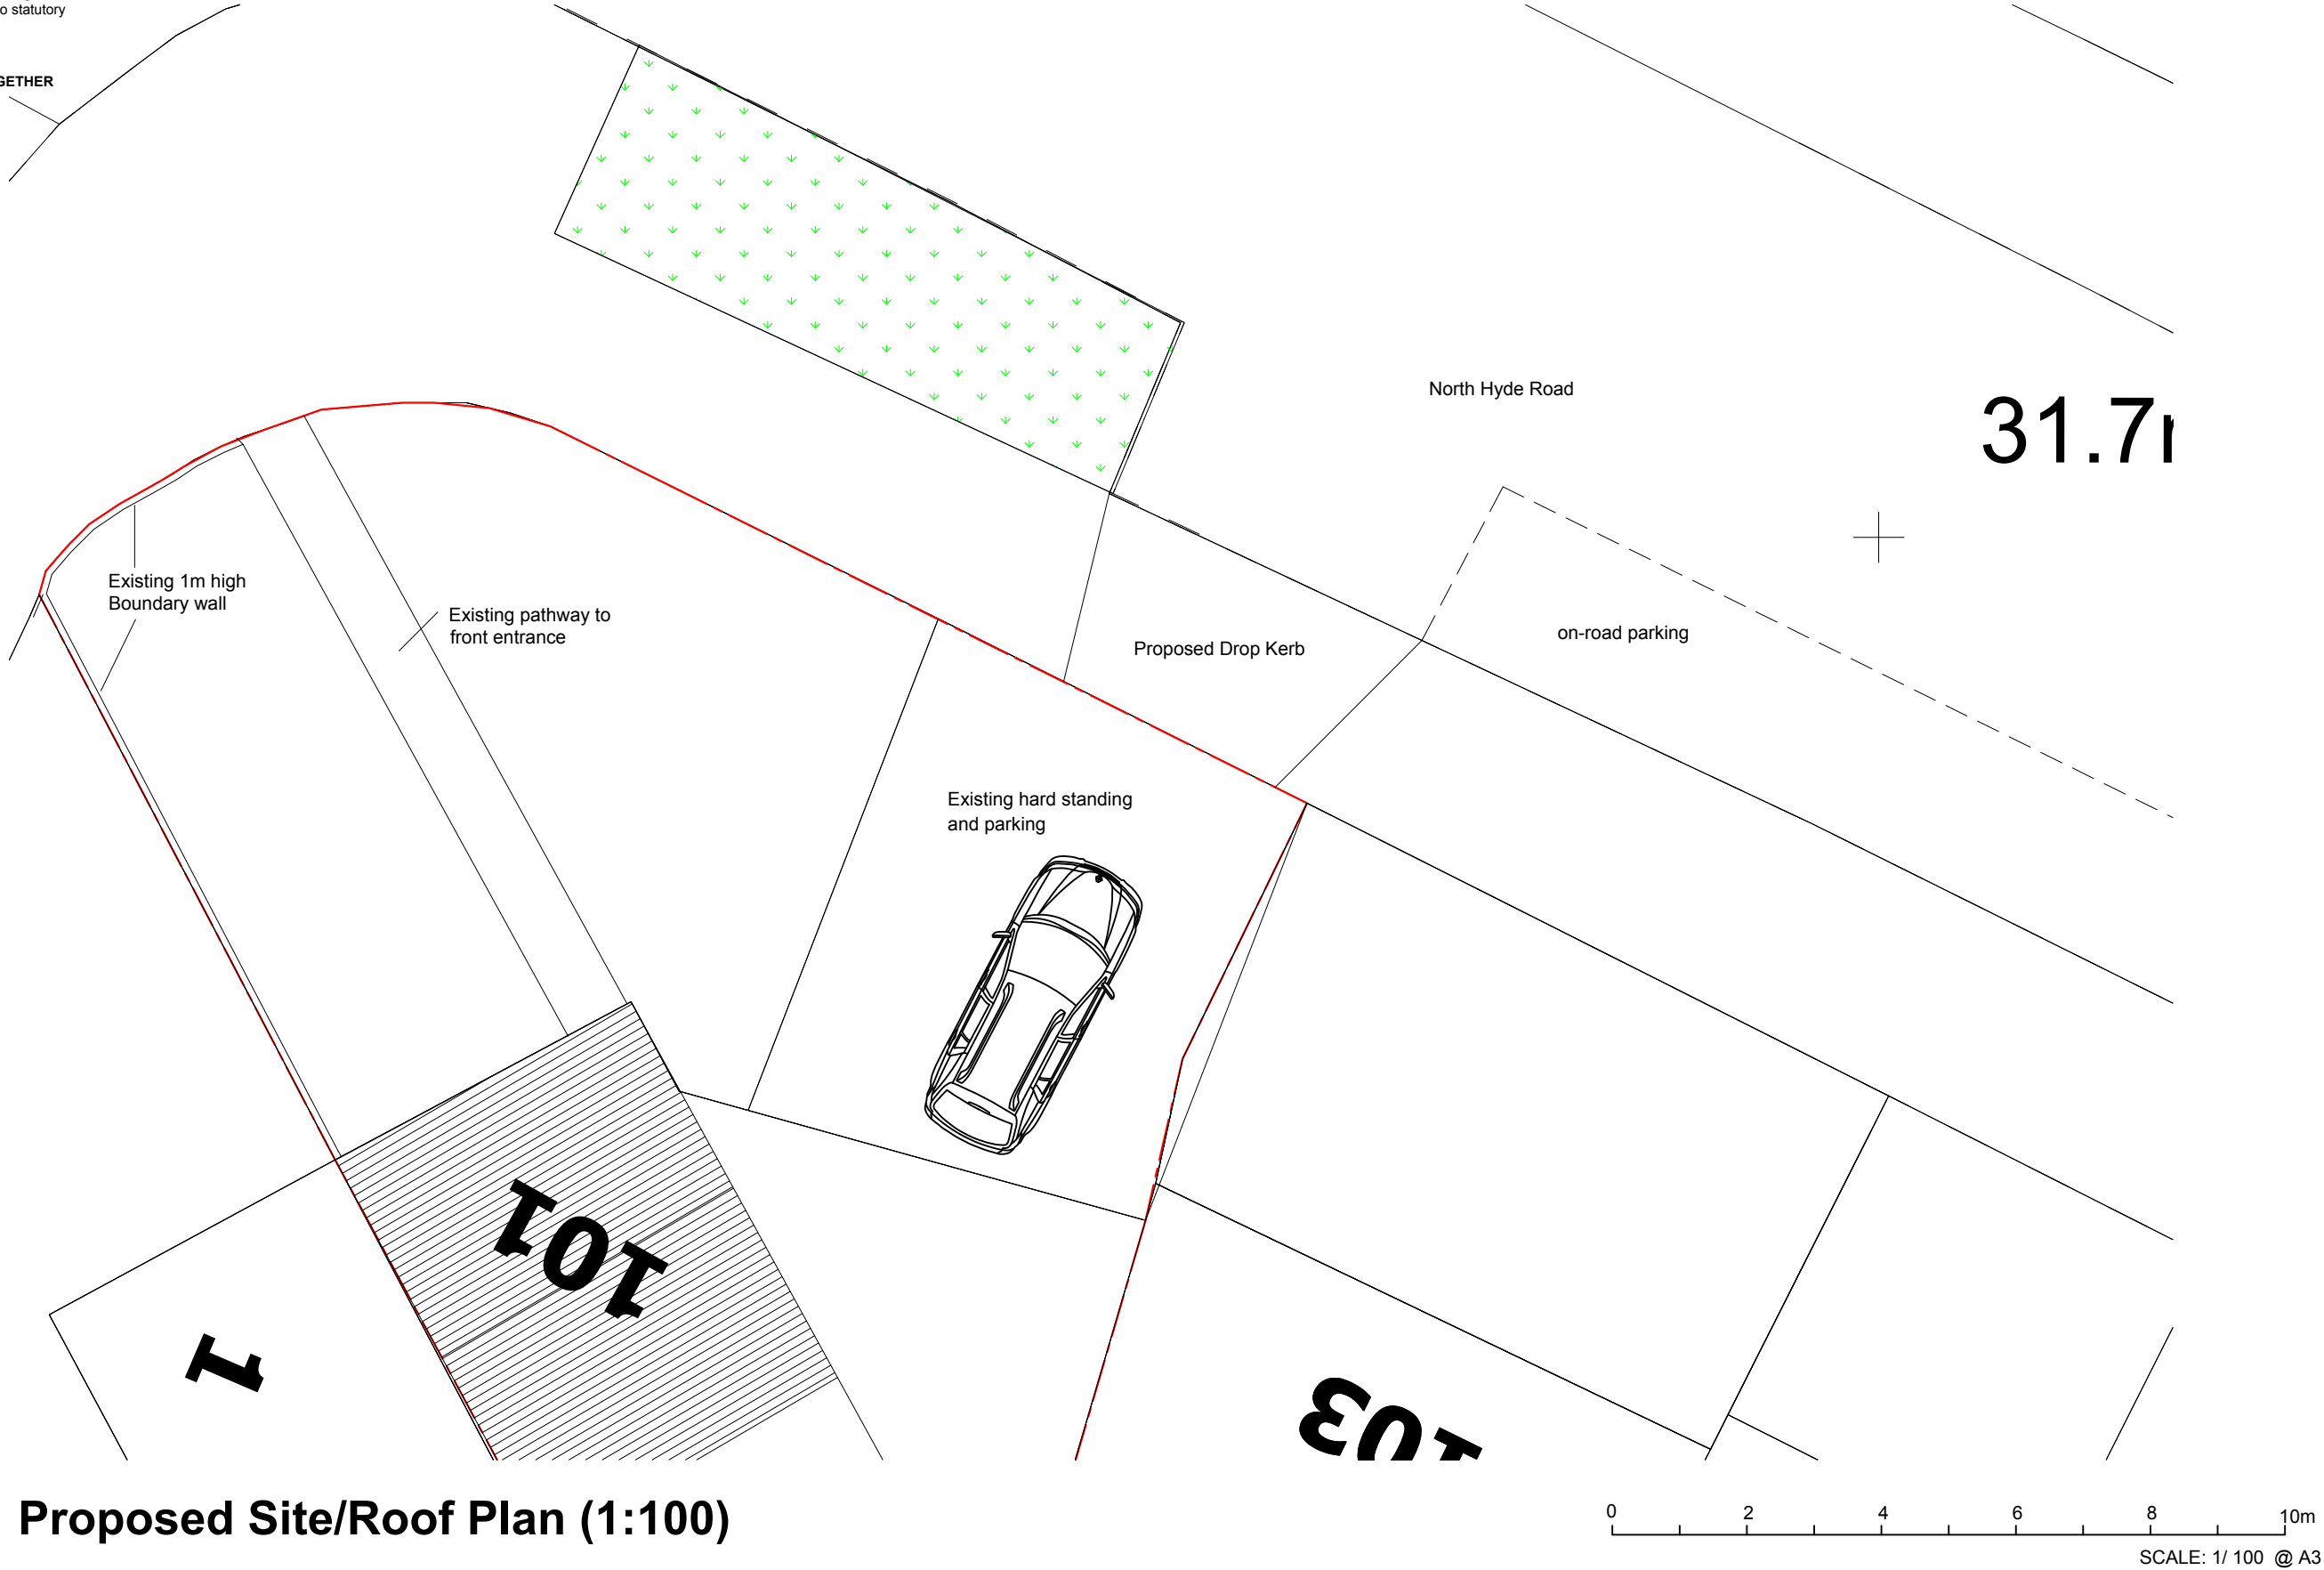 o statutory
GETHER
North Hyde Road
31.7
Existing 1m high
Boundary wall
Existing pathway to
front entrance
Proposed Drop Kerb
on-road parking
Existing hard standing
and parking
101
1
103
Proposed Site/Roof Plan (1:100)
0 2 4 6 8 10m
SCALE: 1/ 100 @ A3